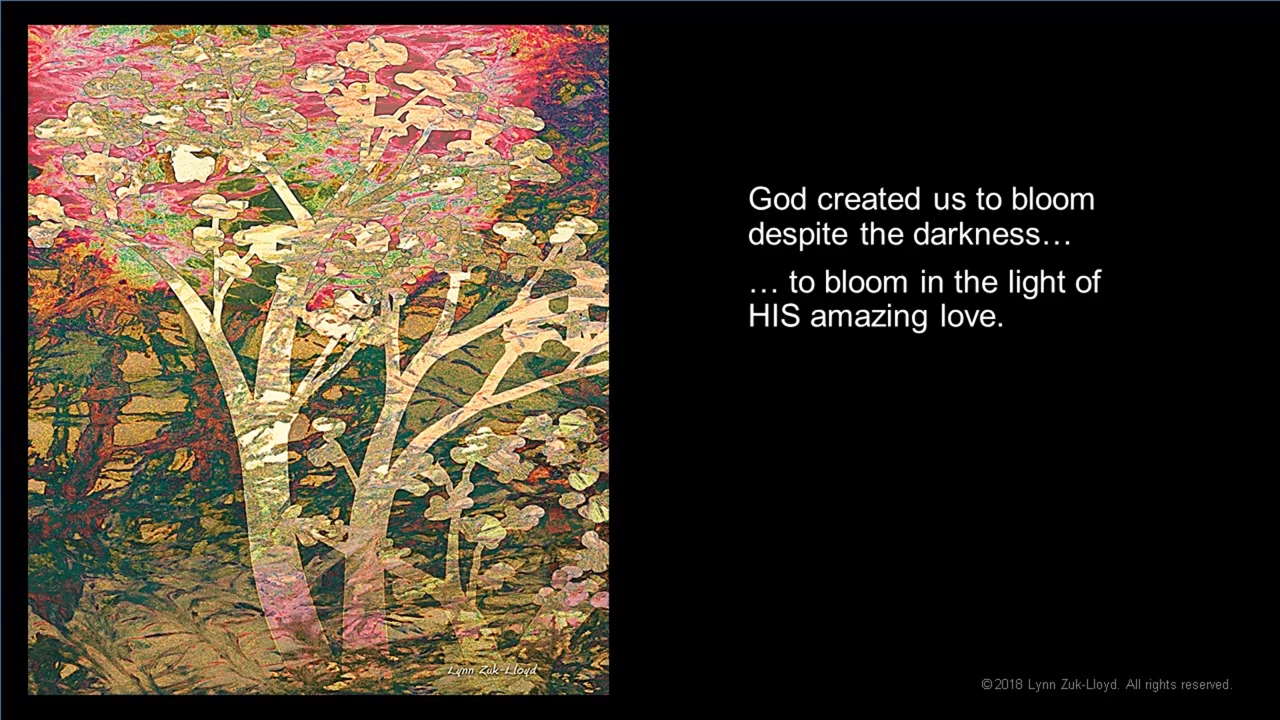 God created us to bloom
despite the darkness…
… to bloom in the light of
HIS amazing love.
Lynn Zuk-Lloyd
©2018 Lynn Zuk-Lloyd. All rights reserved.